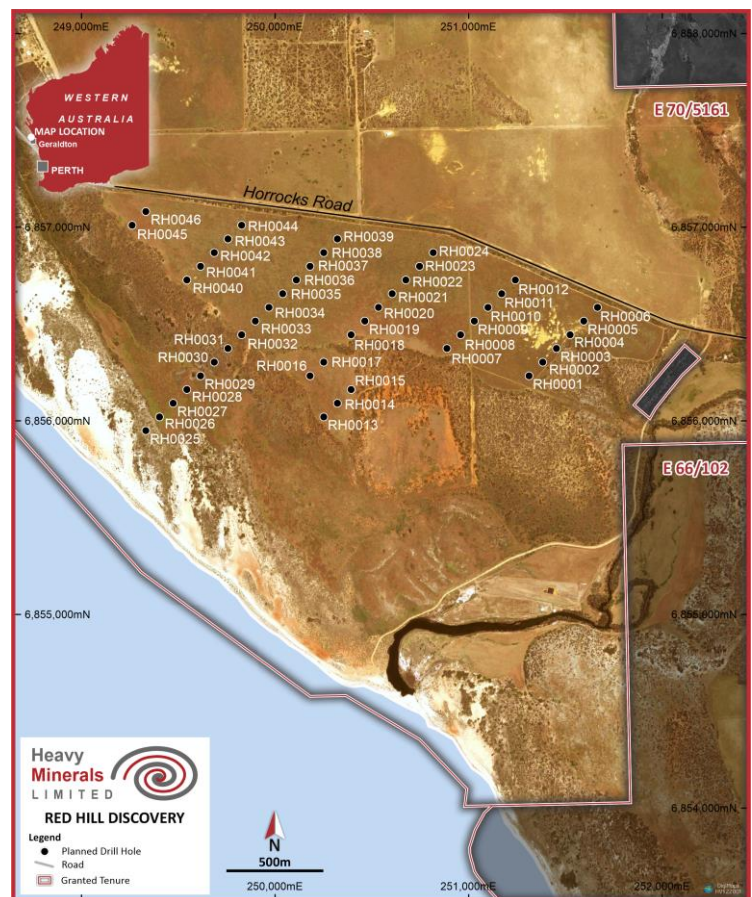 249,000mE
250,000mE
251,000mE
6,858,000mN
WESTERN
AUSTRALIA
MAP LOCATION
Geraldton
PERTH
E 70/5161
Horrocks Road
6,857,000mN
6,857,000mN
RH0046
RH0045
RH0044
RH0043
RH0042
RH0041
RH0040
RH0039
RH0038
RH0037
RH0036
RH0035
RH0034
RH0033
RH0032
RH0031
RH0030
RH0029
RH0028
RH0027
RH0026
RH0025
RH0024
RH0023
RH0022
RH0021
RH0020
RH0019
RH0018
RH0017
RH0016
RH0015
RH0014
RH0013
RH0012
RH0011
RH0010
RH0009
RH0008
RH0007
RH0006
RH0005
RH0004
RH0003
RH0002
RH0001
6,856,000mN
6,856,000mN
E 66/102
6,855,000mN
6,855,000mN
6,854,000mN
Heavy
Minerals
LIMITED
RED HILL DISCOVERY
Legend
Planned Drill Hole
Road
Granted Tenure
N
500m
250,000mE
251,000mE
252,000mE